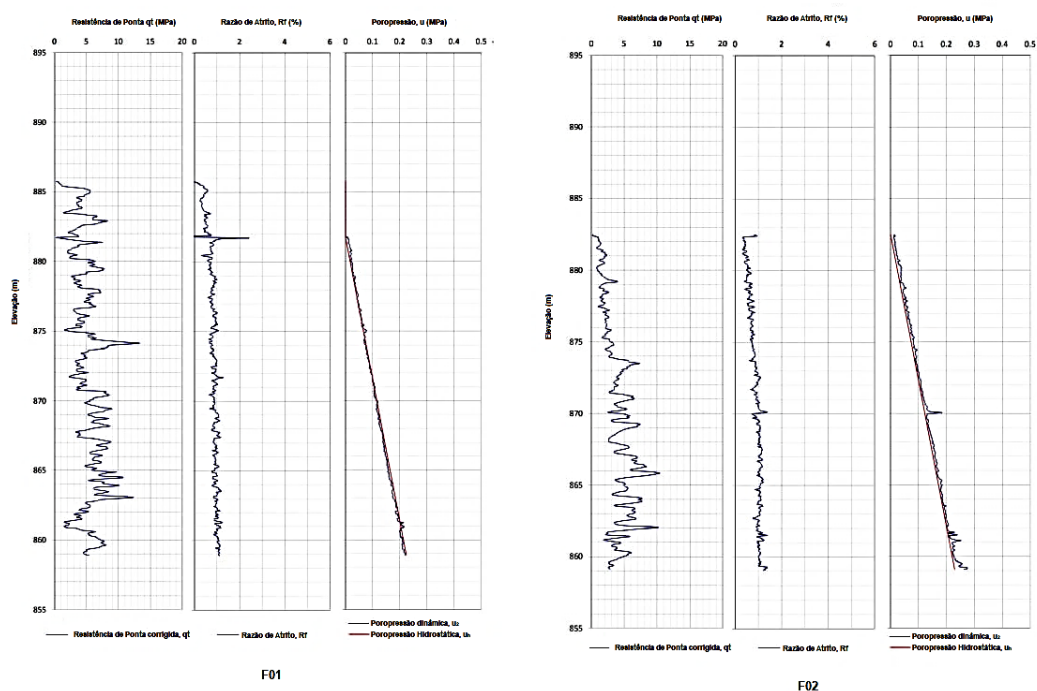 Resistência de Ponta qt (MPa)
Razão de Atrito, Rf (%)
Poropressão, u (MPa)
0 5 10 15 20
0 2 4 6
0 0.1 0.2 0.3 0.4 0.5
895
890
885
880
875
870
865
860
855
Elevação (m)
Resistência de Ponta corrigida, qt
Razão de Atrito, Rf
Poropressão dinâmica, u₂
Poropressão Hidrostática, uₕ
F01
Resistência de Ponta qt (MPa)
Razão de Atrito, Rf (%)
Poropressão, u (MPa)
0 5 10 15 20
0 2 4 6
0 0.1 0.2 0.3 0.4 0.5
895
890
885
880
875
870
865
860
855
Elevação (m)
Resistência de Ponta corrigida, qt
Razão de Atrito, Rf
Poropressão dinâmica, u₂
Poropressão Hidrostática, uₕ
F02